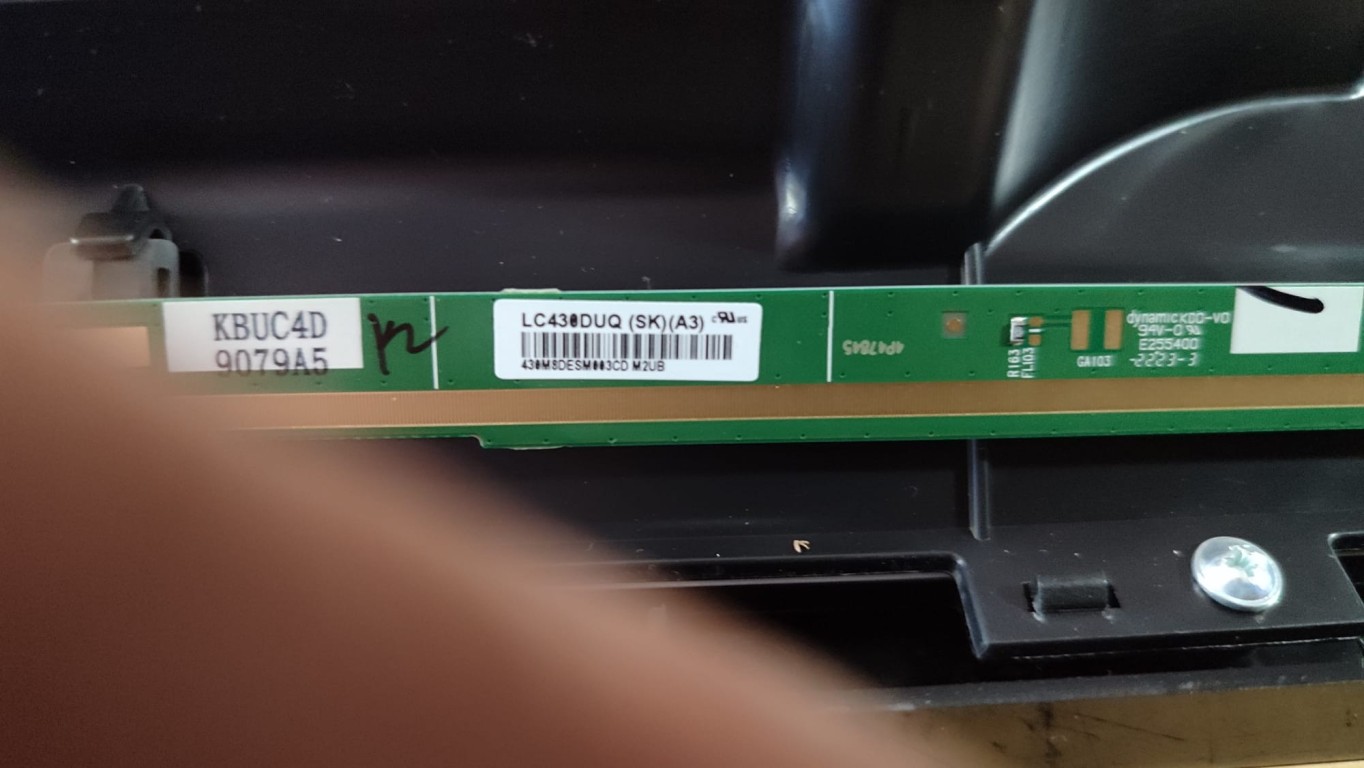 KBUC4D
9079A5
LC430DUQ (SK)(A3)
430M8DESM003CD M2UB
4P47845
R163
FL103
GA103
dynamic KDD-V0
94V-0
E255400
2223-3